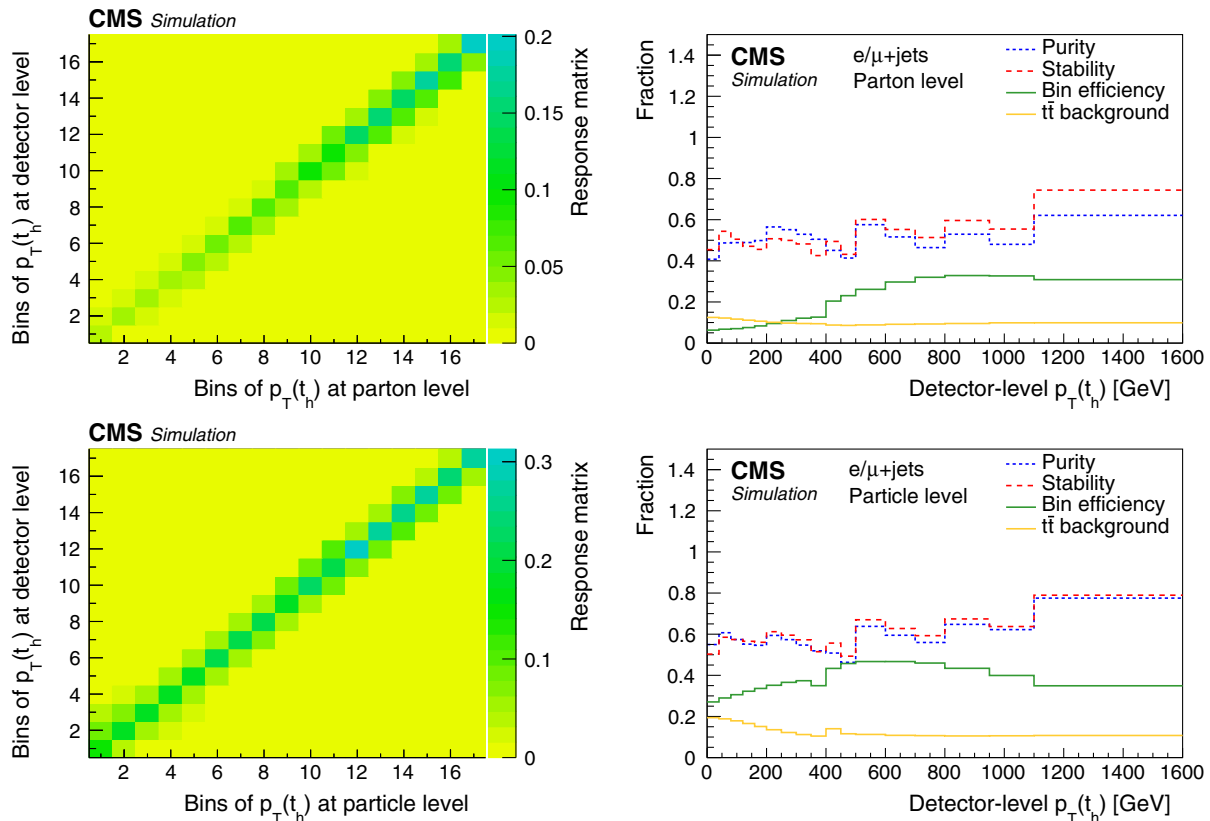 CMS Simulation
Bins of p_T(t_h) at detector level
16
14
12
10
8
6
4
2
2 4 6 8 10 12 14 16
Bins of p_T(t_h) at parton level
0.2
0.15
0.1
0.05
0
Response matrix
CMS
Simulation
e/μ+jets
Parton level
Purity
Stability
Bin efficiency
tt̄ background
Fraction
1.4
1.2
1
0.8
0.6
0.4
0.2
0
0 200 400 600 800 1000 1200 1400 1600
Detector-level p_T(t_h) [GeV]
CMS Simulation
Bins of p_T(t_h) at detector level
16
14
12
10
8
6
4
2
2 4 6 8 10 12 14 16
Bins of p_T(t_h) at particle level
0.3
0.2
0.1
0
Response matrix
CMS
Simulation
e/μ+jets
Particle level
Purity
Stability
Bin efficiency
tt̄ background
Fraction
1.4
1.2
1
0.8
0.6
0.4
0.2
0
0 200 400 600 800 1000 1200 1400 1600
Detector-level p_T(t_h) [GeV]